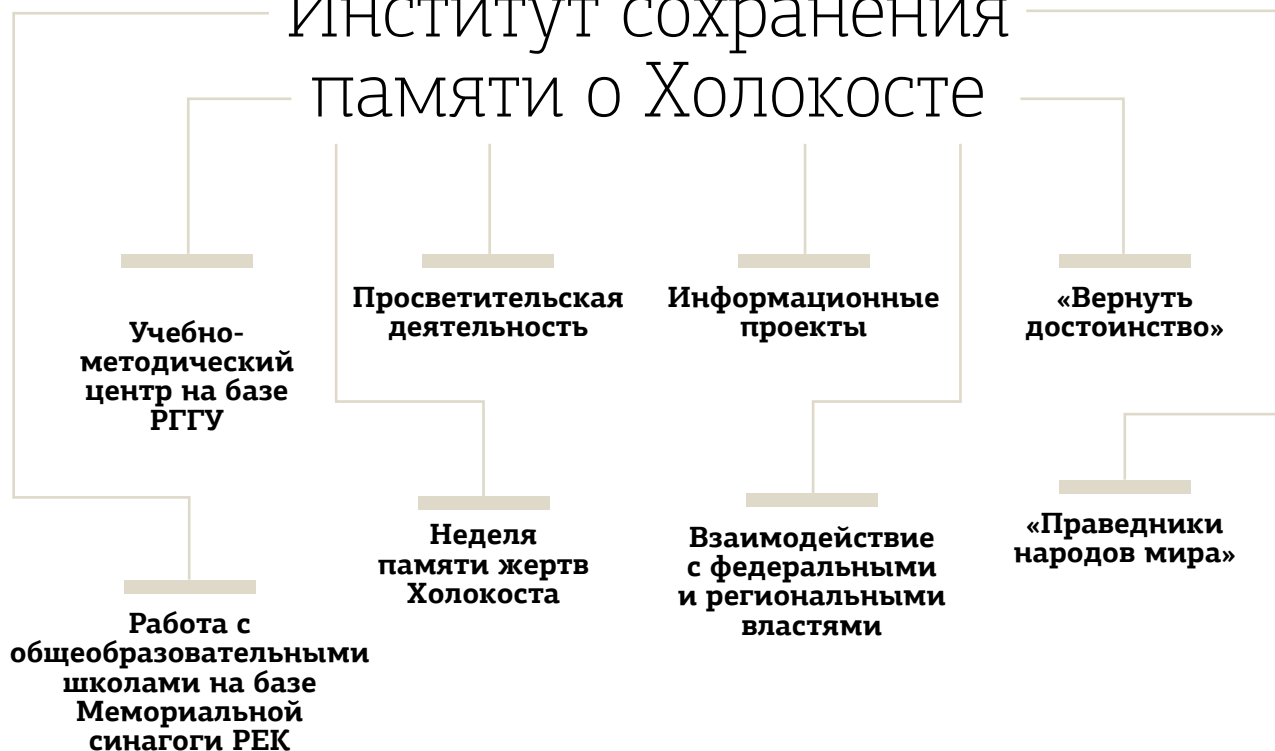 Институт сохранения
памяти о Холокосте
Учебно-
методический
центр на базе
РГГУ
Просветительская
деятельность
Информационные
проекты
«Вернуть
достоинство»
Работа с
общеобразовательными
школами на базе
Мемориальной
синагоги РЕК
Неделя
памяти жертв
Холокоста
Взаимодействие
с федеральными
и региональными
властями
«Праведники
народов мира»